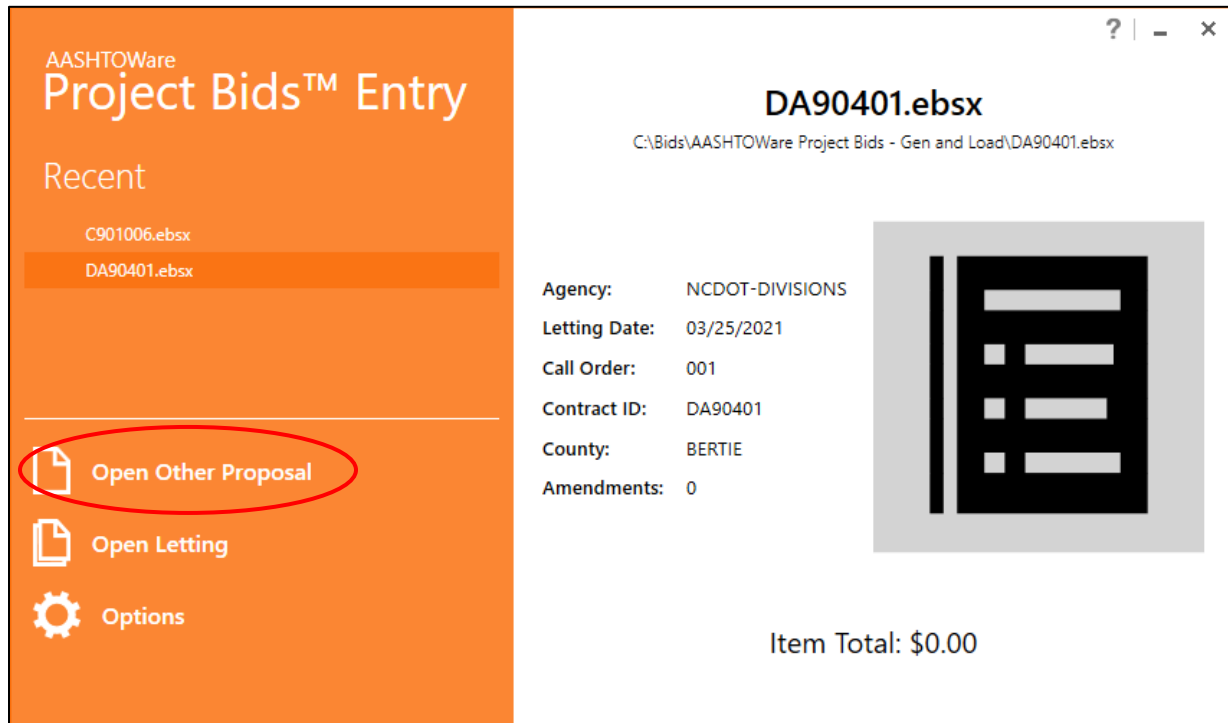 AASHTOWare
Project Bids™ Entry
Recent
C901006.ebsx
DA90401.ebsx
Open Other Proposal
Open Letting
Options
?
DA90401.ebsx
C:\Bids\AASHTOWare Project Bids - Gen and Load\DA90401.ebsx
Agency: NCDOT-DIVISIONS
Letting Date: 03/25/2021
Call Order: 001
Contract ID: DA90401
County: BERTIE
Amendments: 0
Item Total: $0.00